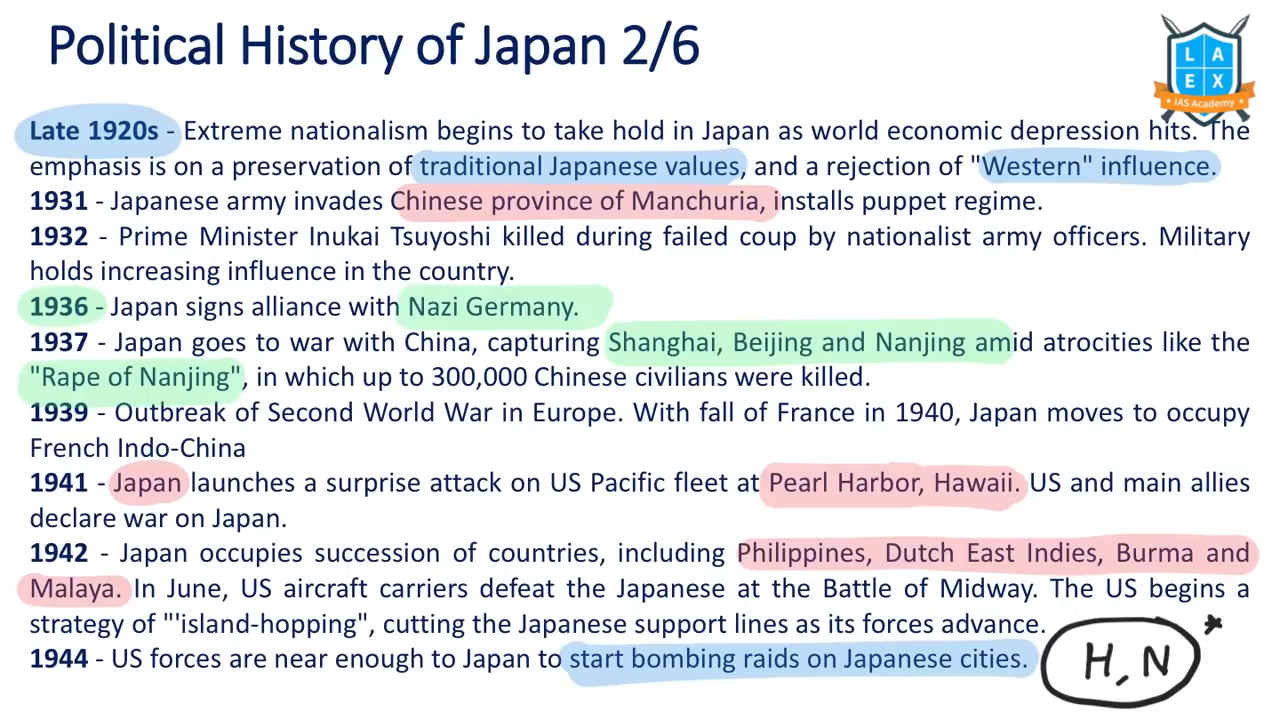 Political History of Japan 2/6
L A
E X
IAS Academy
Late 1920s - Extreme nationalism begins to take hold in Japan as world economic depression hits. The
emphasis is on a preservation of traditional Japanese values, and a rejection of "Western" influence.
1931 - Japanese army invades Chinese province of Manchuria, installs puppet regime.
1932 - Prime Minister Inukai Tsuyoshi killed during failed coup by nationalist army officers. Military
holds increasing influence in the country.
1936 - Japan signs alliance with Nazi Germany.
1937 - Japan goes to war with China, capturing Shanghai, Beijing and Nanjing amid atrocities like the
"Rape of Nanjing", in which up to 300,000 Chinese civilians were killed.
1939 - Outbreak of Second World War in Europe. With fall of France in 1940, Japan moves to occupy
French Indo-China
1941 - Japan launches a surprise attack on US Pacific fleet at Pearl Harbor, Hawaii. US and main allies
declare war on Japan.
1942 - Japan occupies succession of countries, including Philippines, Dutch East Indies, Burma and
Malaya. In June, US aircraft carriers defeat the Japanese at the Battle of Midway. The US begins a
strategy of "'island-hopping", cutting the Japanese support lines as its forces advance.
1944 - US forces are near enough to Japan to start bombing raids on Japanese cities.
H, N *